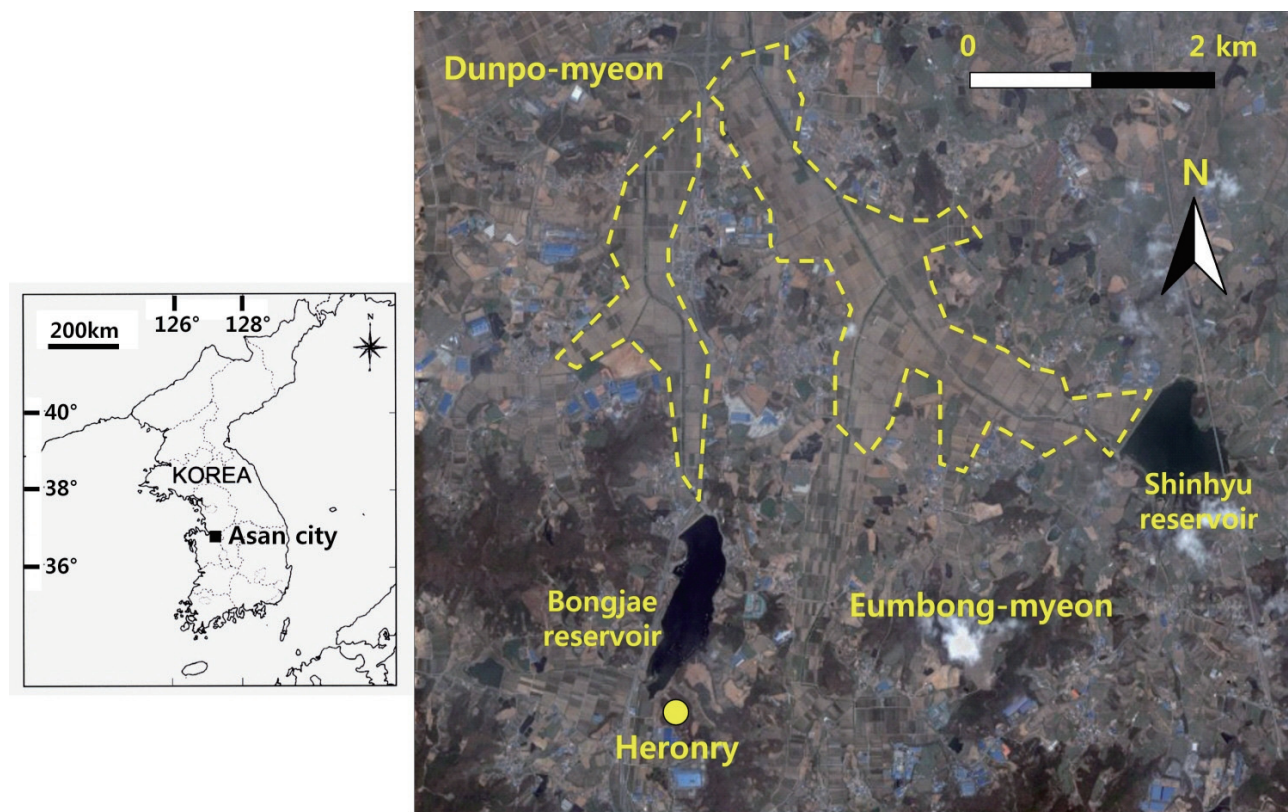 200km
126°
128°
N
40°
38°
36°
KOREA
Asan city
Dunpo-myeon
0
2 km
N
Shinhyu
reservoir
Bongjae
reservoir
Eumbong-myeon
Heronry